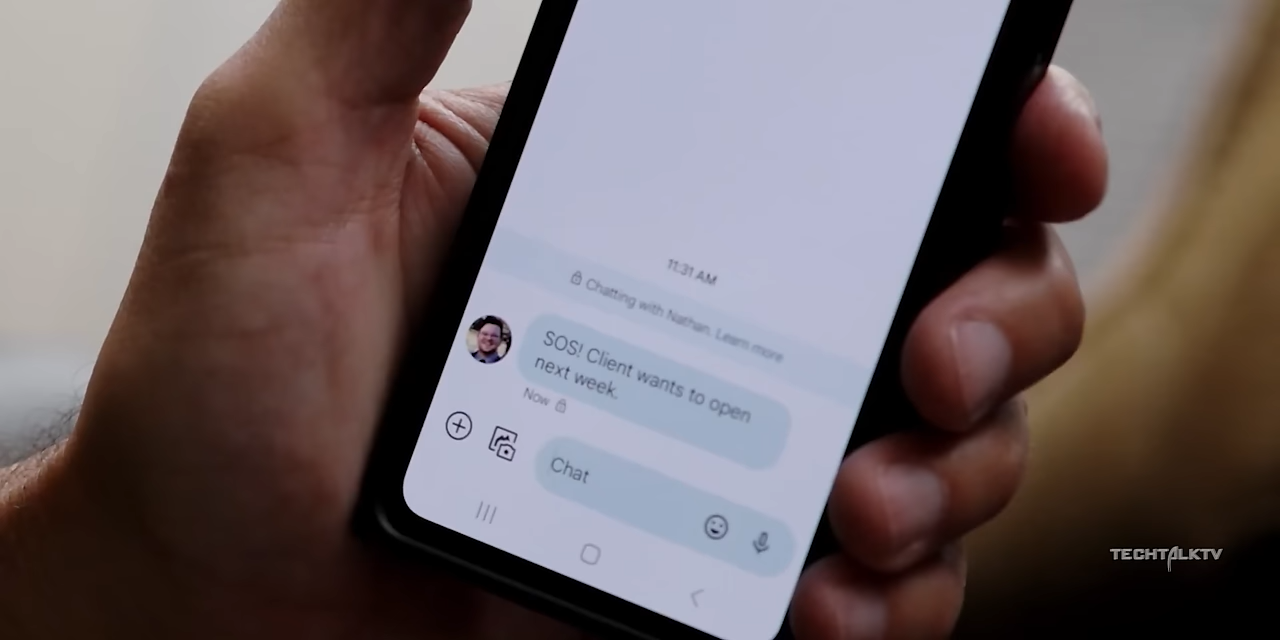 11:31 AM
Chatting with Nathan. Learn more
SOS! Client wants to open
next week.
Now
Chat
TECHTALKTV